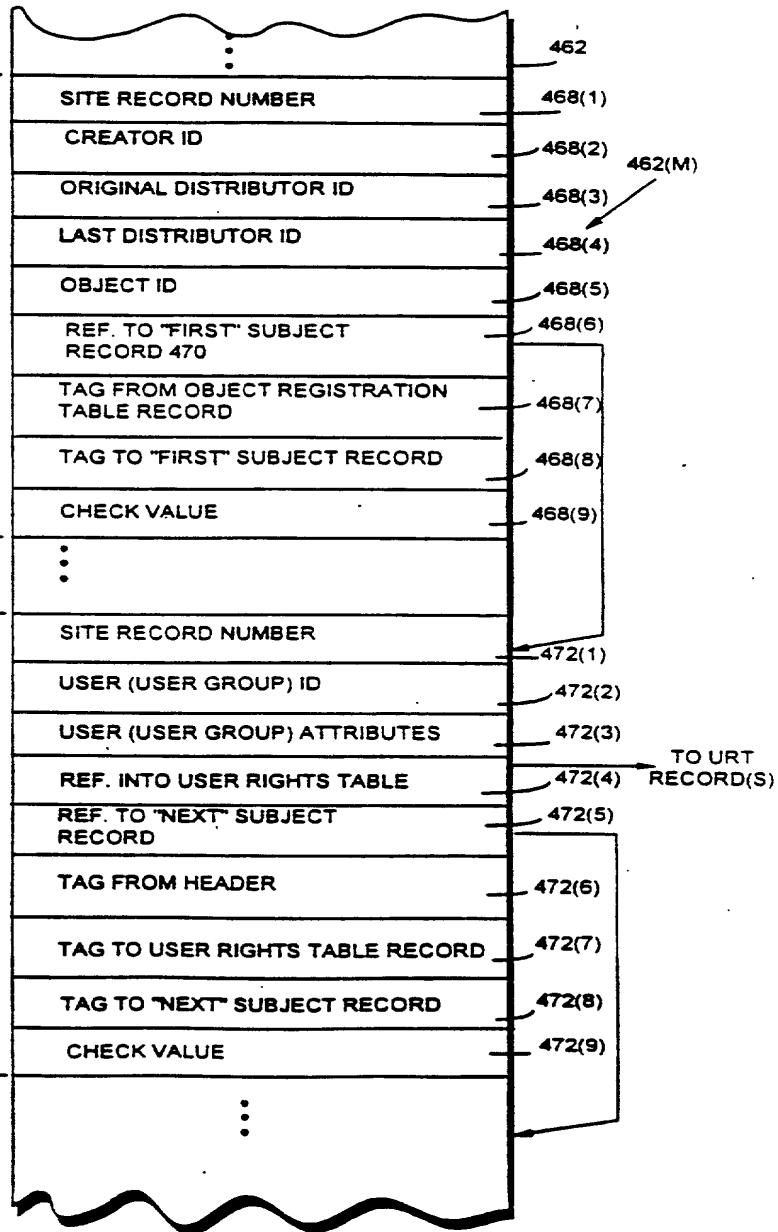 462
SITE RECORD NUMBER 468(1)
CREATOR ID 468(2)
462(M)
ORIGINAL DISTRIBUTOR ID 468(3)
LAST DISTRIBUTOR ID 468(4)
OBJECT ID 468(5)
REF. TO "FIRST" SUBJECT 468(6)
RECORD 470
TAG FROM OBJECT REGISTRATION
TABLE RECORD 468(7)
TAG TO "FIRST" SUBJECT RECORD 468(8)
CHECK VALUE 468(9)
SITE RECORD NUMBER 472(1)
USER (USER GROUP) ID 472(2)
USER (USER GROUP) ATTRIBUTES 472(3)
TO URT
RECORD(S)
REF. INTO USER RIGHTS TABLE 472(4)
REF. TO "NEXT" SUBJECT 472(5)
RECORD
TAG FROM HEADER 472(6)
TAG TO USER RIGHTS TABLE RECORD 472(7)
TAG TO "NEXT" SUBJECT RECORD 472(8)
CHECK VALUE 472(9)